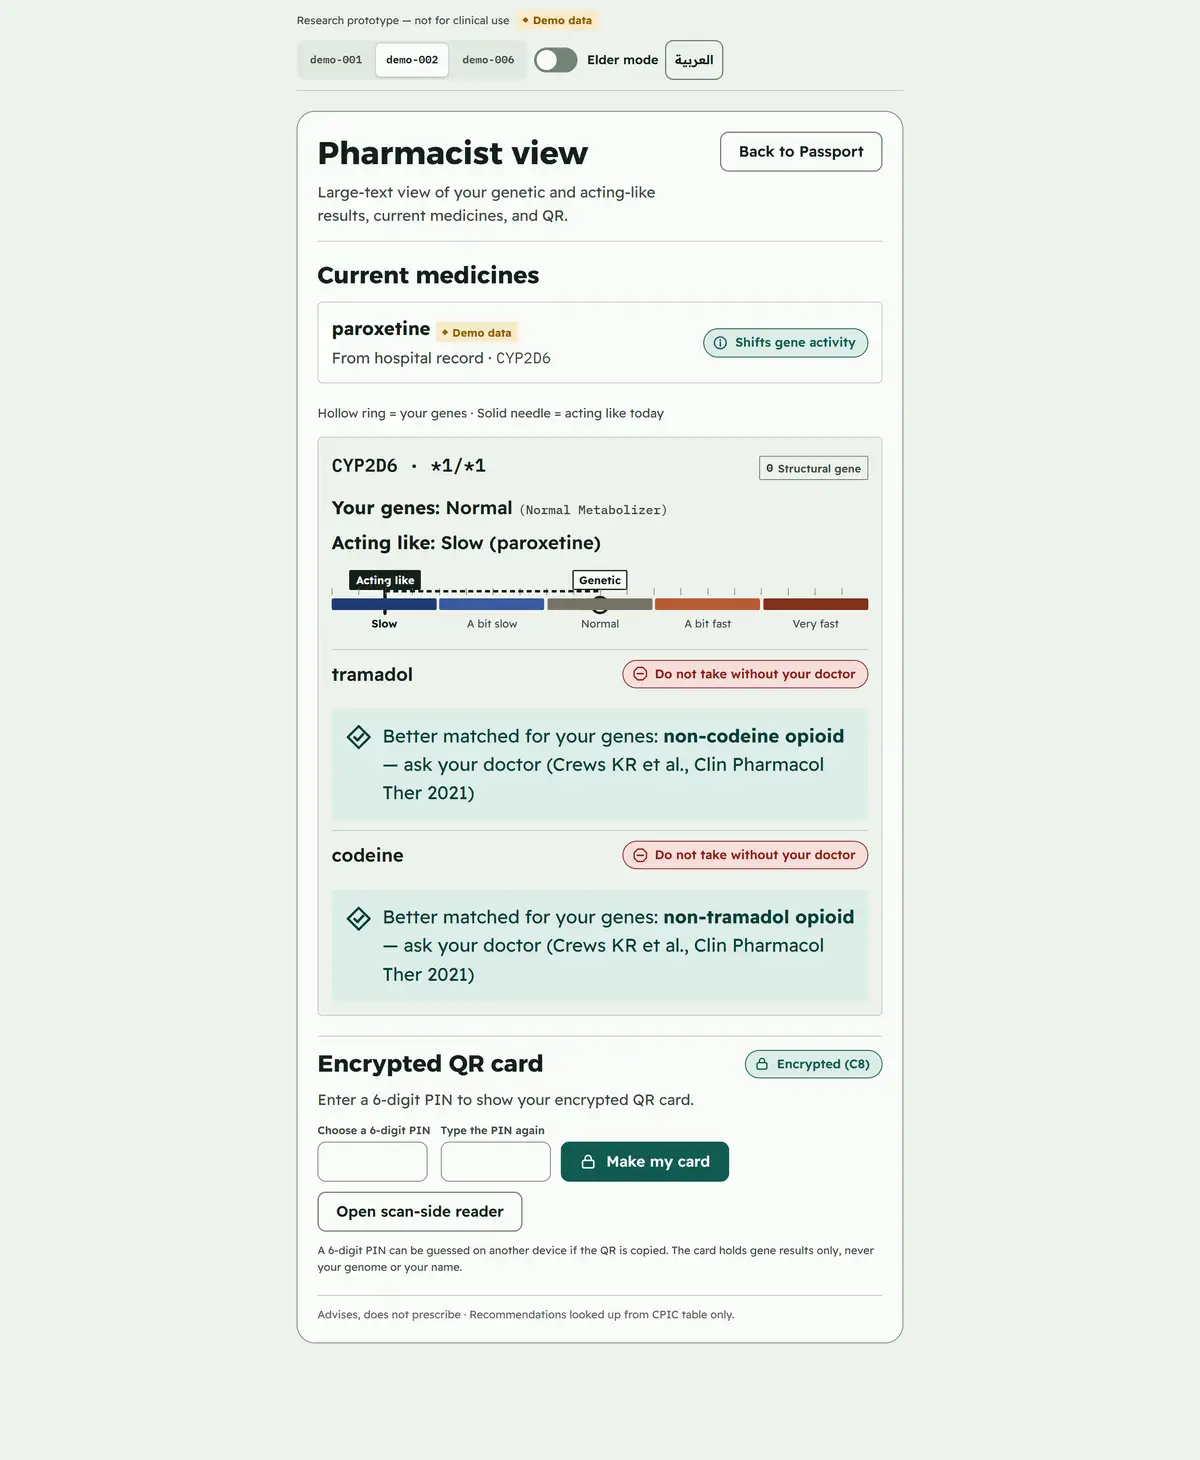 Research prototype — not for clinical use
Demo data
demo-001 demo-002 demo-006 Elder mode العربية
Pharmacist view
Back to Passport
Large-text view of your genetic and acting-like
results, current medicines, and QR.
Current medicines
paroxetine Demo data
Shifts gene activity
From hospital record · CYP2D6
Hollow ring = your genes · Solid needle = acting like today
CYP2D6 · *1/*1
0 Structural gene
Your genes: Normal (Normal Metabolizer)
Acting like: Slow (paroxetine)
Acting like Genetic
Slow A bit slow Normal A bit fast Very fast
tramadol
Do not take without your doctor
Better matched for your genes: non-codeine opioid
— ask your doctor (Crews KR et al., Clin Pharmacol
Ther 2021)
codeine
Do not take without your doctor
Better matched for your genes: non-tramadol opioid
— ask your doctor (Crews KR et al., Clin Pharmacol
Ther 2021)
Encrypted QR card
Encrypted (C8)
Enter a 6-digit PIN to show your encrypted QR card.
Choose a 6-digit PIN Type the PIN again
Make my card
Open scan-side reader
A 6-digit PIN can be guessed on another device if the QR is copied. The card holds gene results only, never
your genome or your name.
Advises, does not prescribe · Recommendations looked up from CPIC table only.